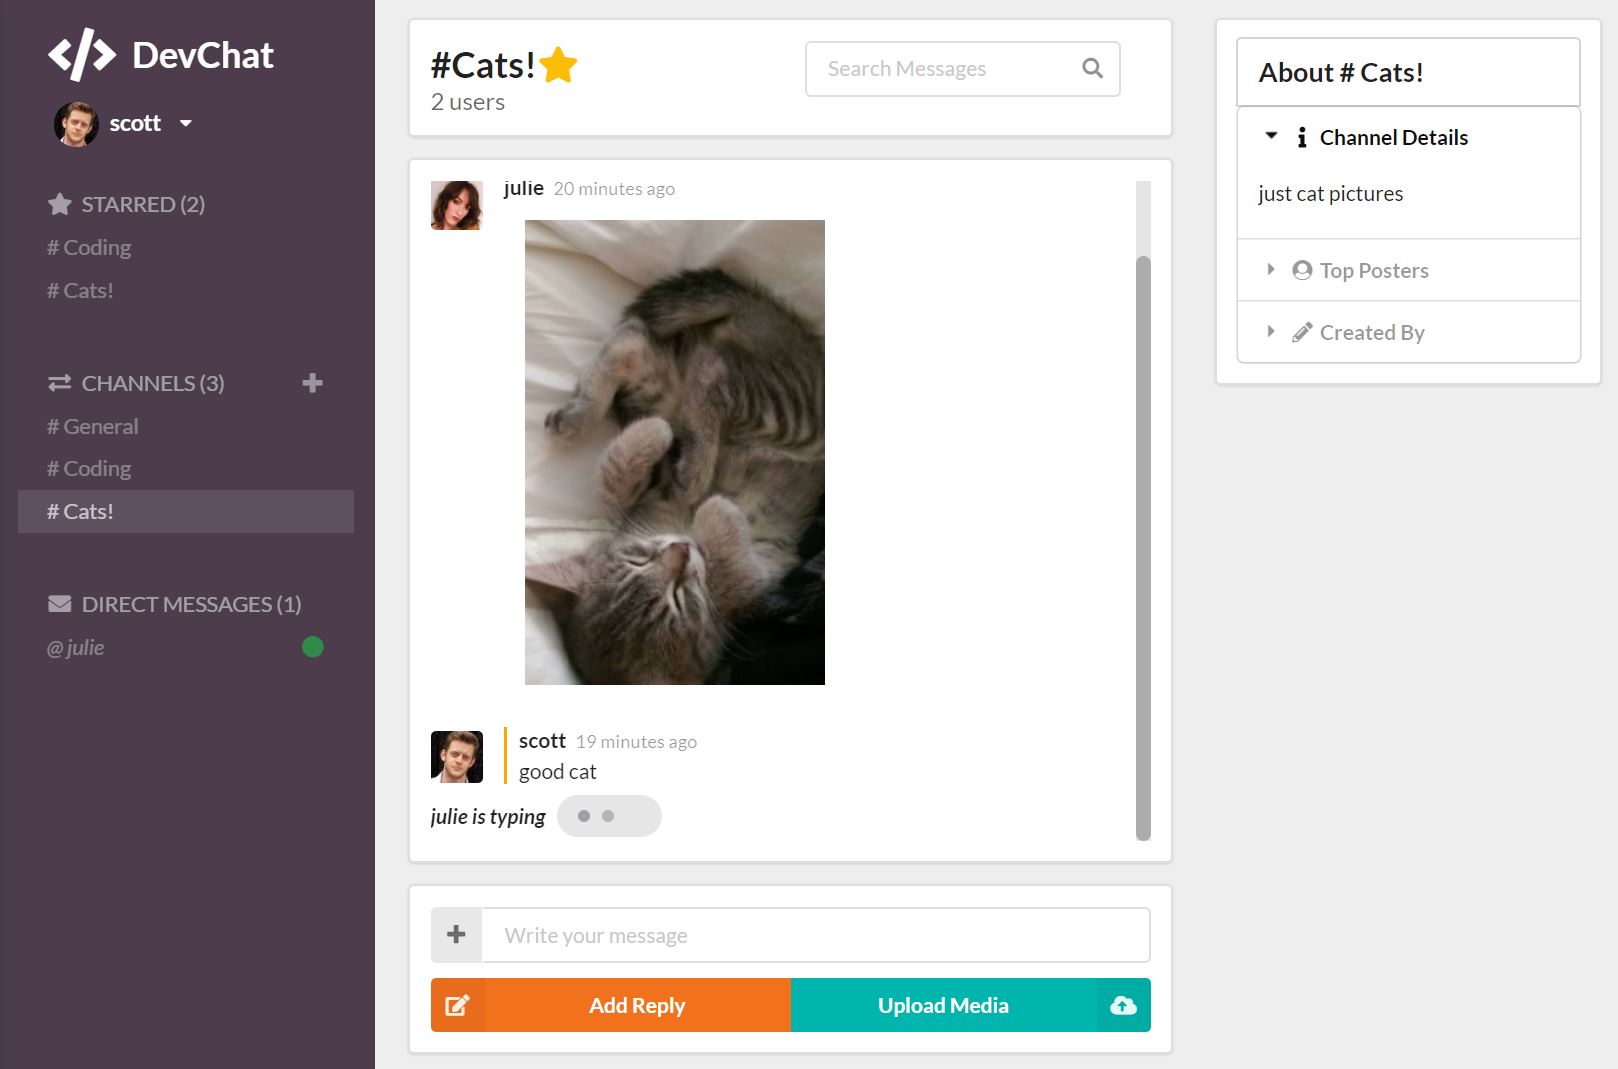 DevChat
scott
STARRED (2)
# Coding
# Cats!
CHANNELS (3)
# General
# Coding
# Cats!
DIRECT MESSAGES (1)
@ julie
#Cats!
2 users
Search Messages
julie 20 minutes ago
scott 19 minutes ago
good cat
julie is typing
Write your message
Add Reply
Upload Media
About # Cats!
Channel Details
just cat pictures
Top Posters
Created By